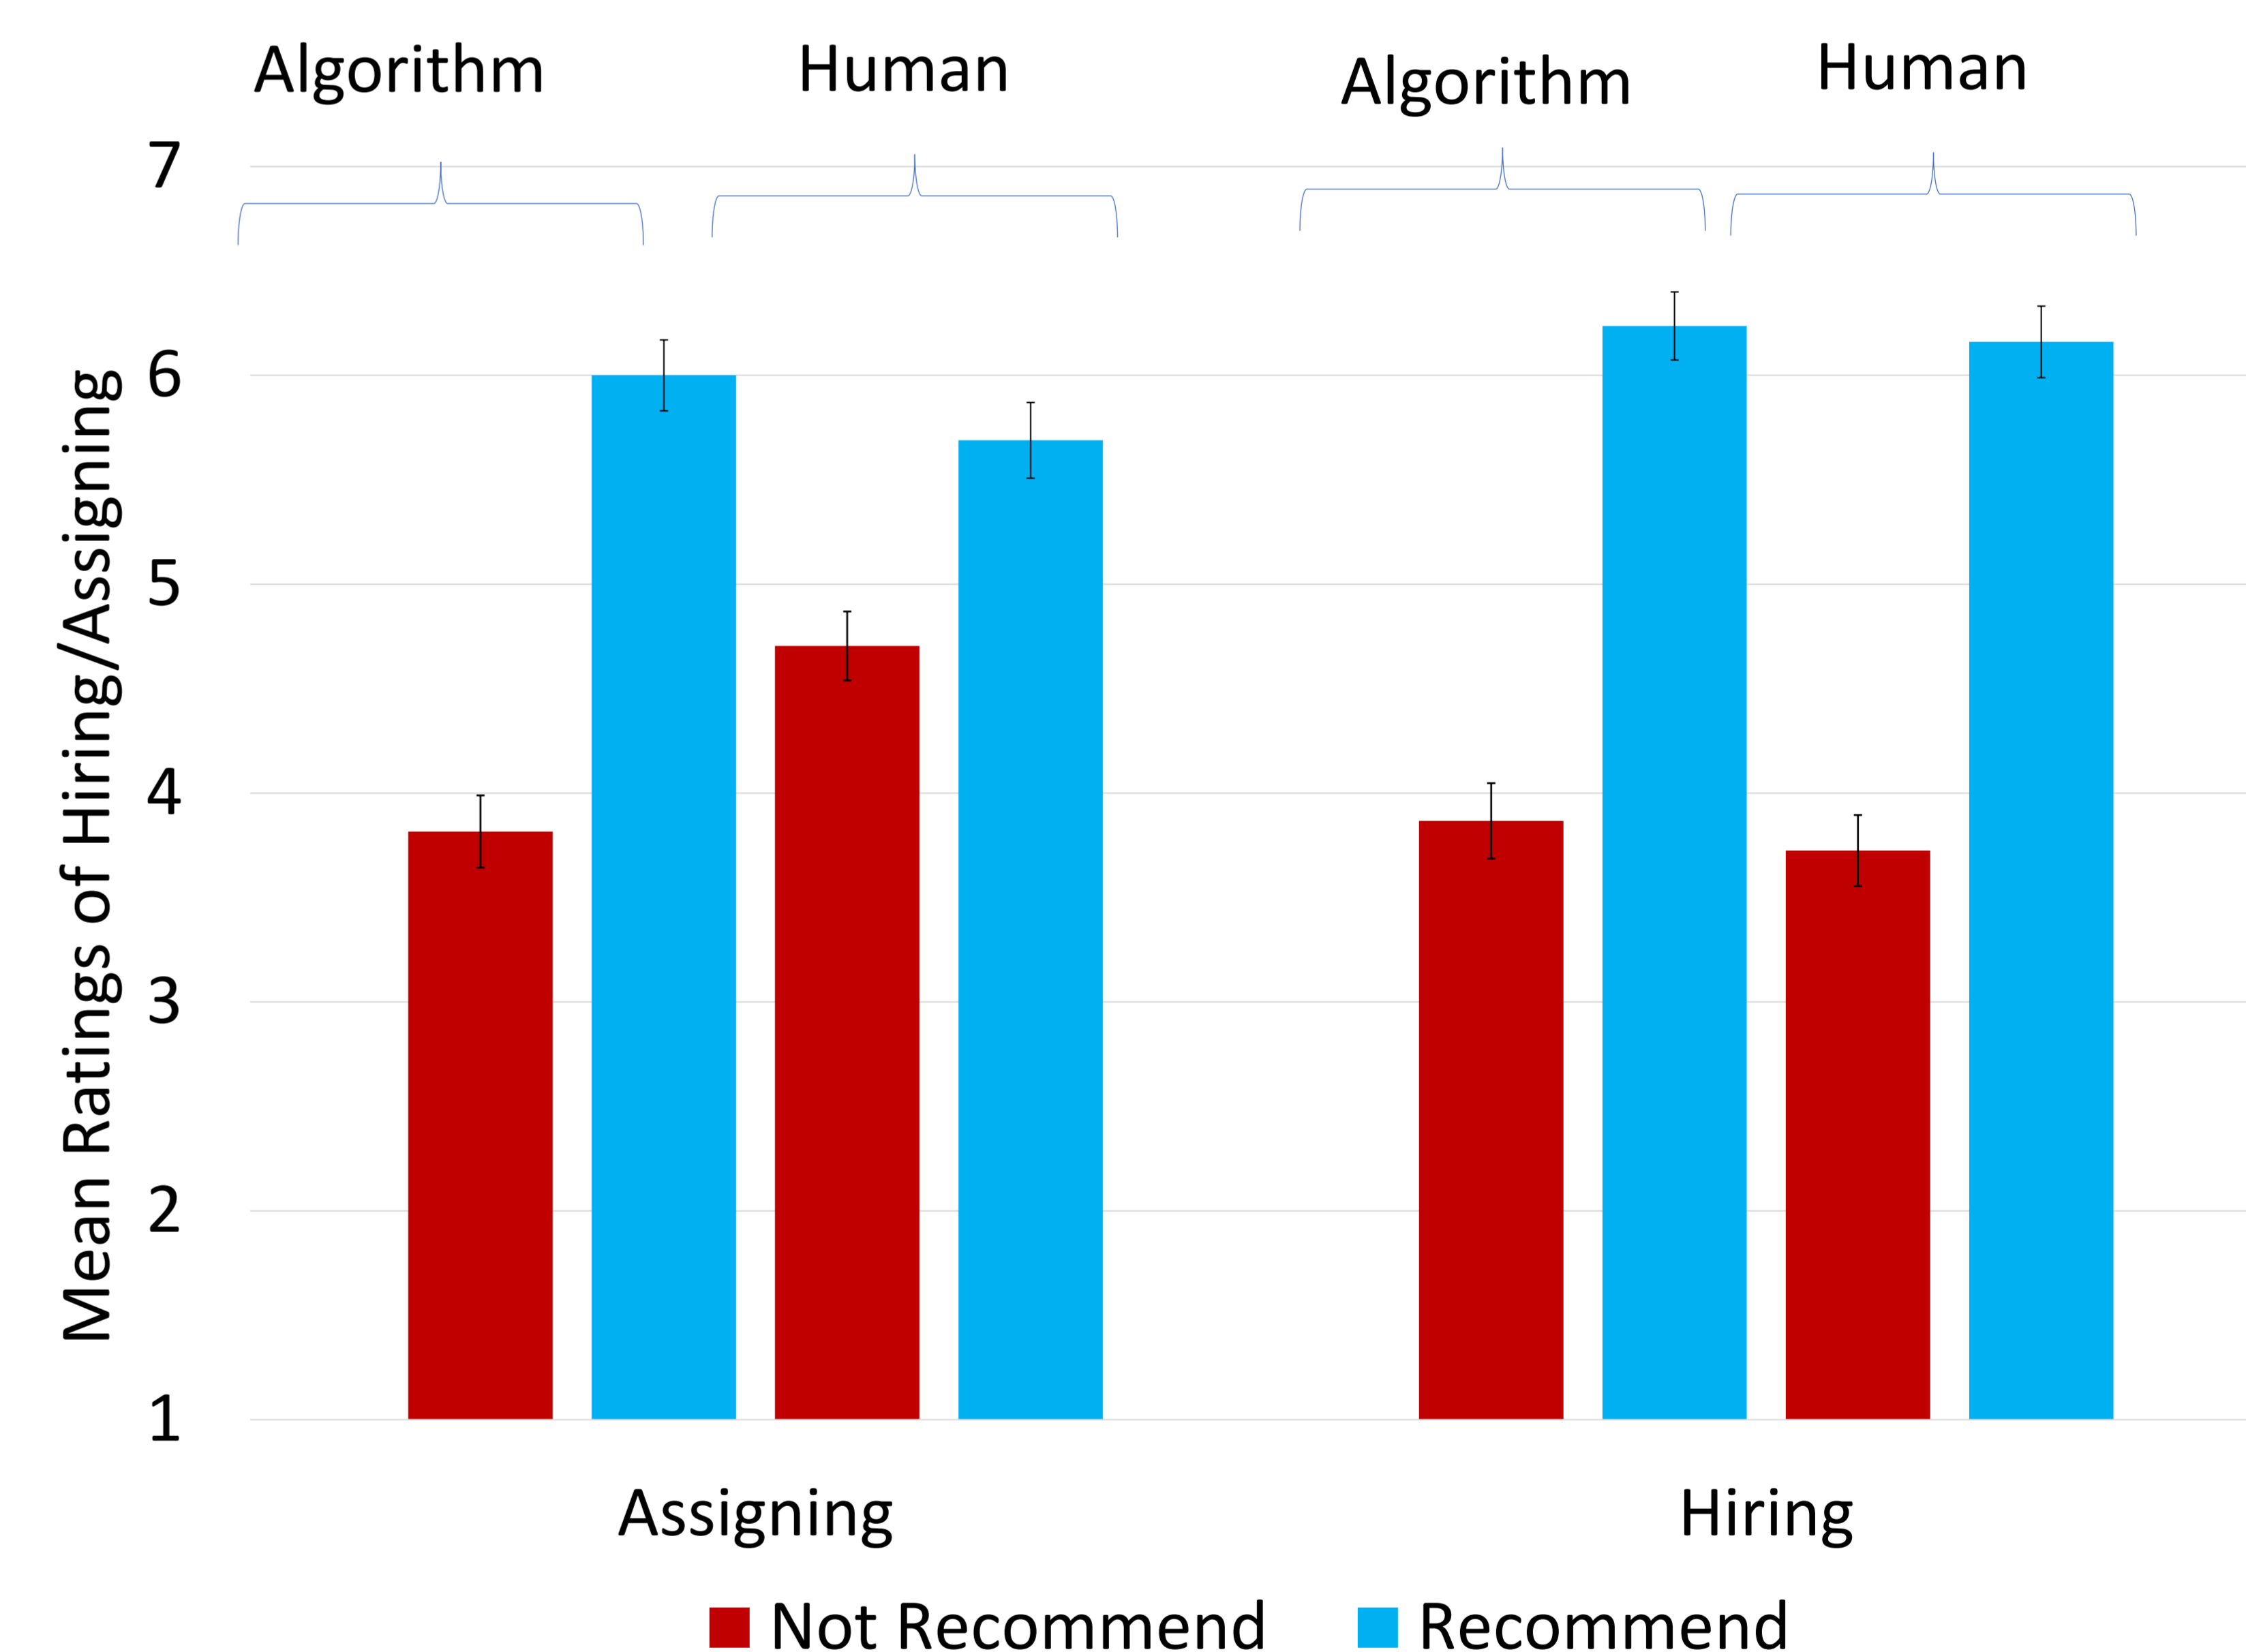 Algorithm
Human
Algorithm
Human
7
6
5
4
3
2
1
Mean Ratings of Hiring/Assigning
Assigning
Hiring
Not Recommend
Recommend